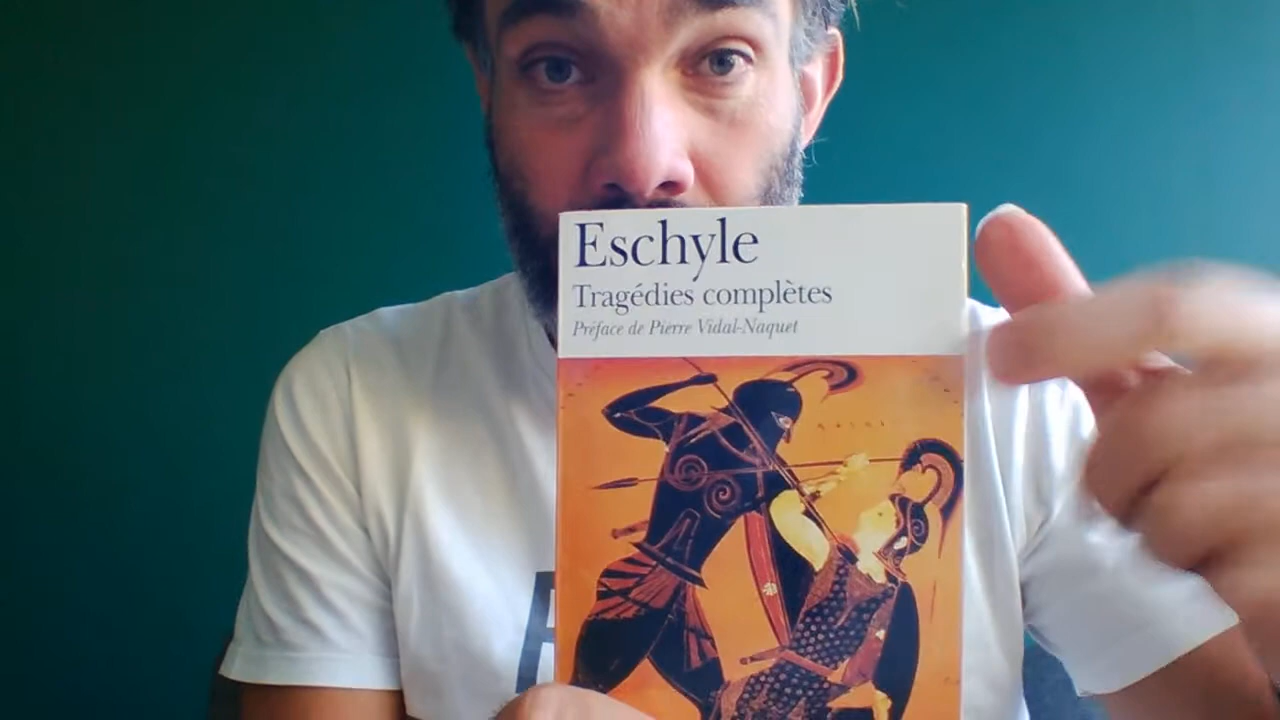 Eschyle
Tragédies complètes
Préface de Pierre Vidal-Naquet